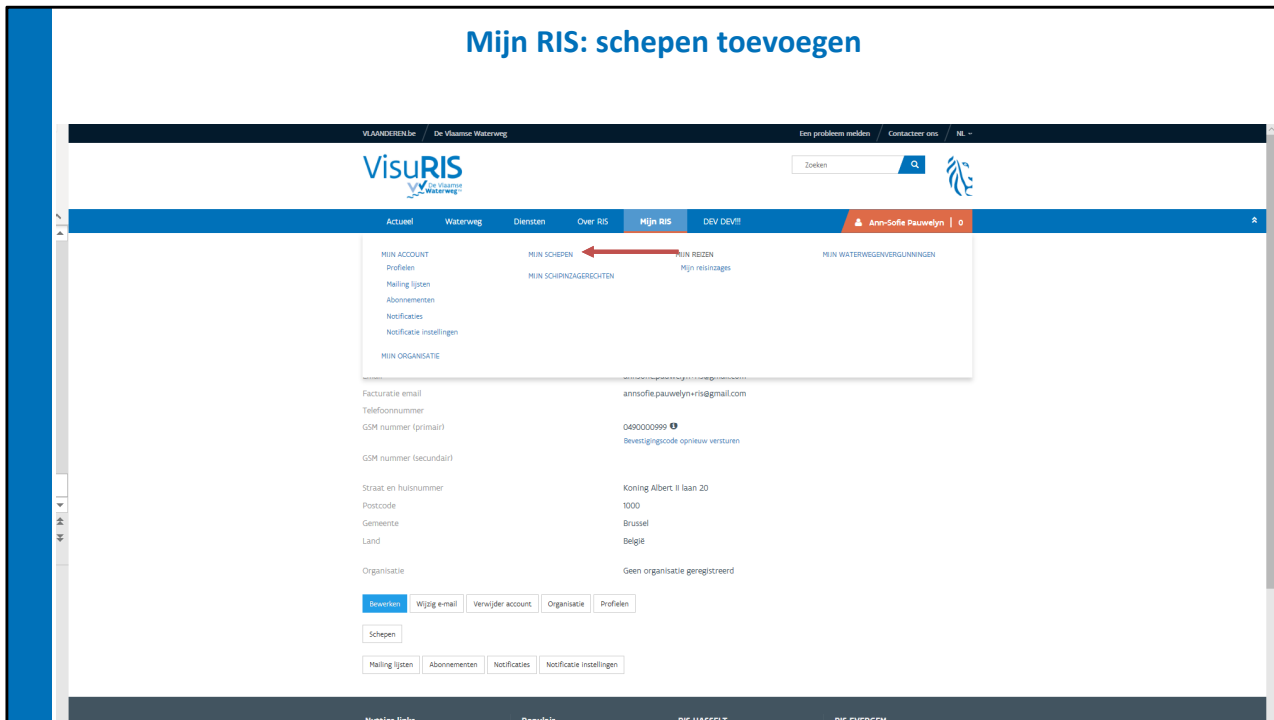 Mijn RIS: schepen toevoegen
VLAANDEREN.be / De Vlaamse Waterweg
Een probleem melden / Contacteer ons / NL
VisuRIS
De Vlaamse
Waterweg
Zoeken
Actueel Waterweg Diensten Over RIS Mijn RIS DEV DEV!!! Ann-Sofie Pauwelyn | 0
MIJN ACCOUNT
Profielen
Mailing lijsten
Abonnementen
Notificaties
Notificatie instellingen
MIJN ORGANISATIE
MIJN SCHEPEN
MIJN SCHIPINZAGERECHTEN
MIJN REIZEN
Mijn reisinzages
MIJN WATERWEGENVERGUNNINGEN
Facturatie email annsofie.pauwelyn+ris@gmail.com
Telefoonnummer
GSM nummer (primair) 0490000999
Bevestigingscode opnieuw versturen
GSM nummer (secundair)
Straat en huisnummer Koning Albert II laan 20
Postcode 1000
Gemeente Brussel
Land België
Organisatie Geen organisatie geregistreerd
Bewerken Wijzig e-mail Verwijder account Organisatie Profielen
Schepen
Mailing lijsten Abonnementen Notificaties Notificatie instellingen